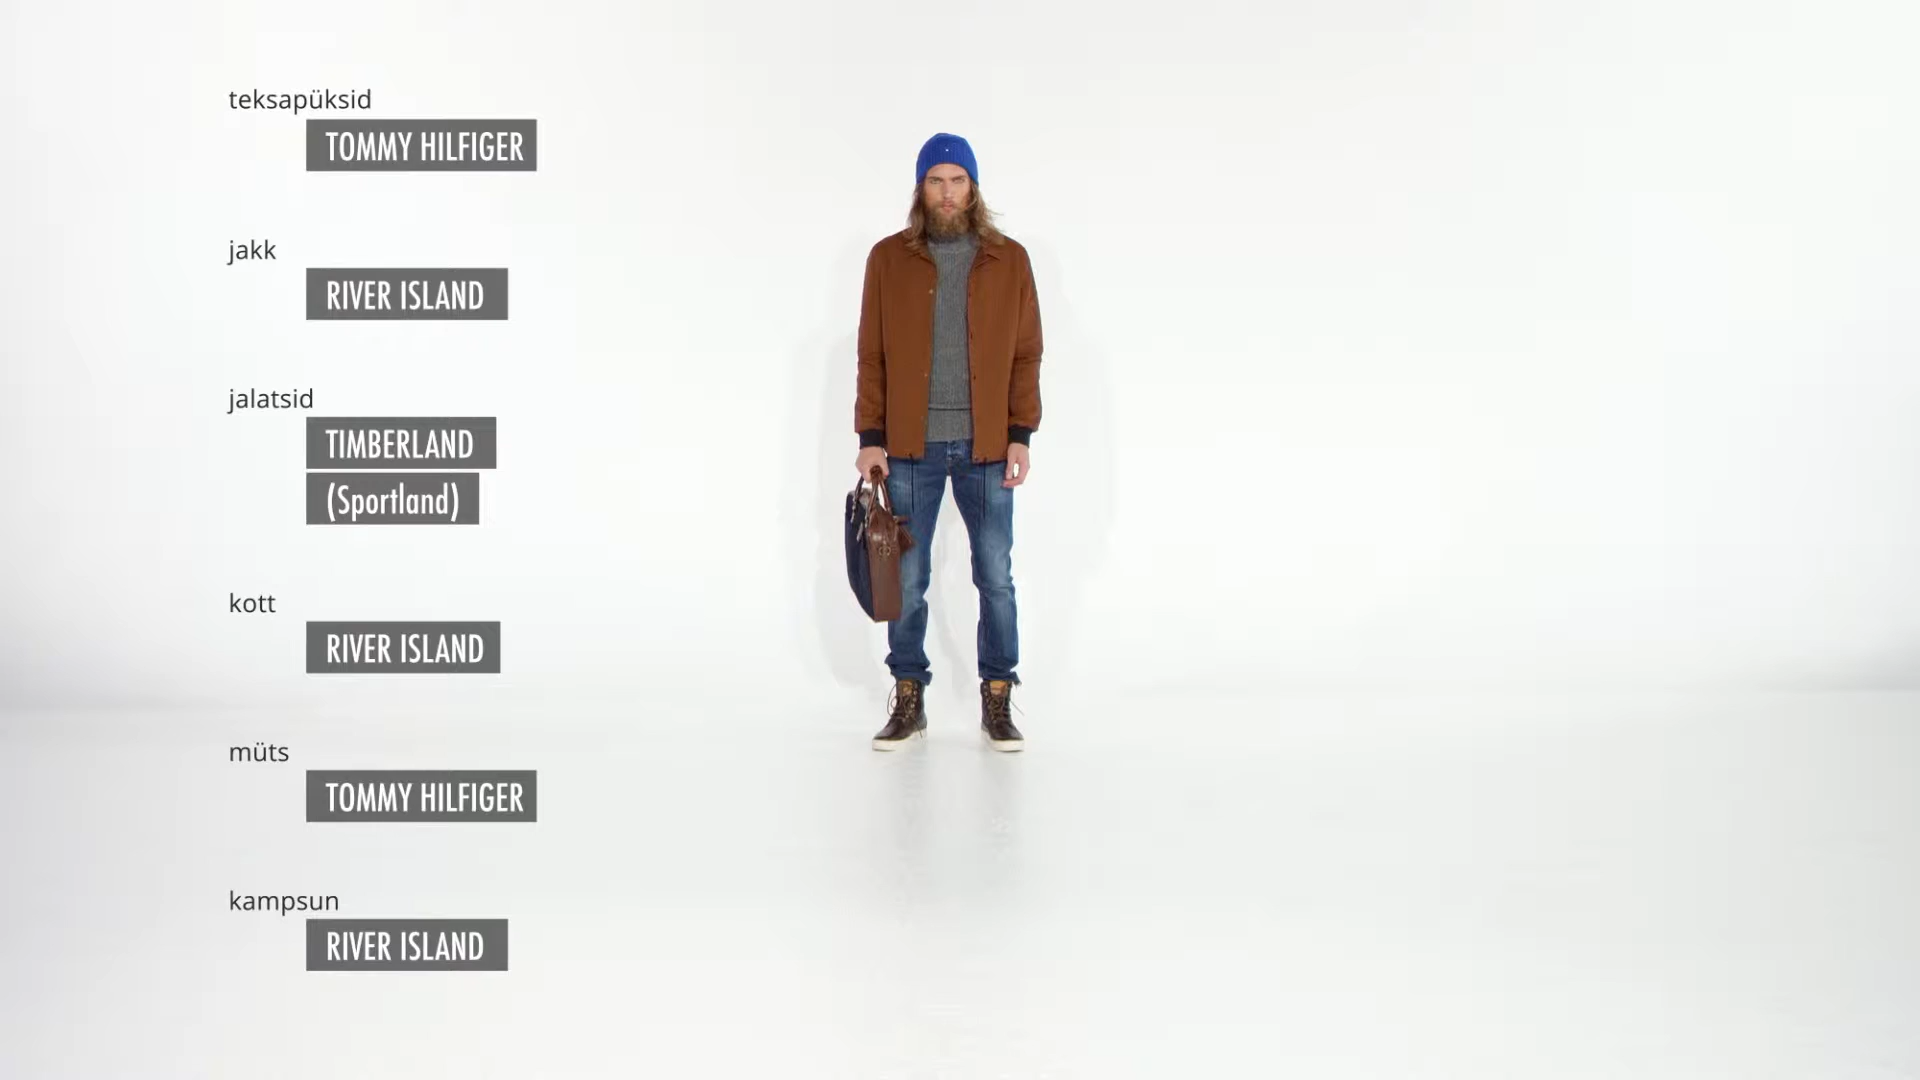 teksapüksid
TOMMY HILFIGER
jakk
RIVER ISLAND
jalatsid
TIMBERLAND
(Sportland)
kott
RIVER ISLAND
müts
TOMMY HILFIGER
kampsun
RIVER ISLAND